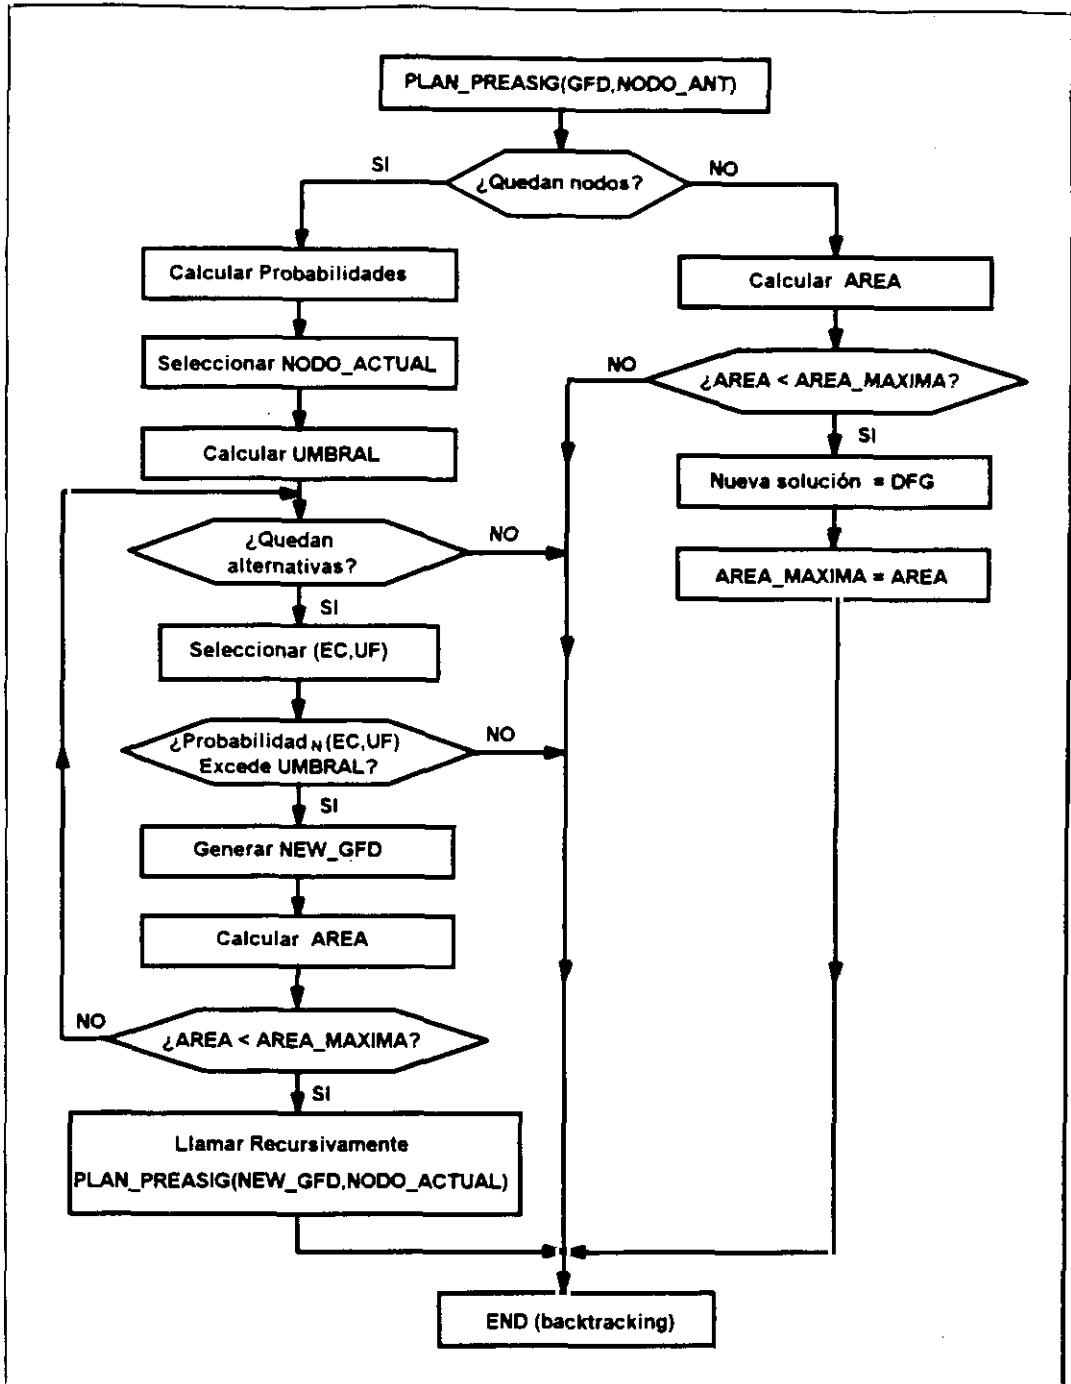 PLAN_PREASIG(GFD,NODO_ANT)
¿Quedan nodos?
SI
NO
Calcular Probabilidades
Seleccionar NODO_ACTUAL
Calcular UMBRAL
¿Quedan
alternativas?
NO
SI
Seleccionar (EC,UF)
¿Probabilidad N (EC,UF)
Excede UMBRAL?
NO
SI
Generar NEW_GFD
Calcular AREA
¿AREA < AREA_MAXIMA?
NO
SI
Llamar Recursivamente
PLAN_PREASIG(NEW_GFD,NODO_ACTUAL)
Calcular AREA
¿AREA < AREA_MAXIMA?
NO
SI
Nueva solución = DFG
AREA_MAXIMA = AREA
END (backtracking)